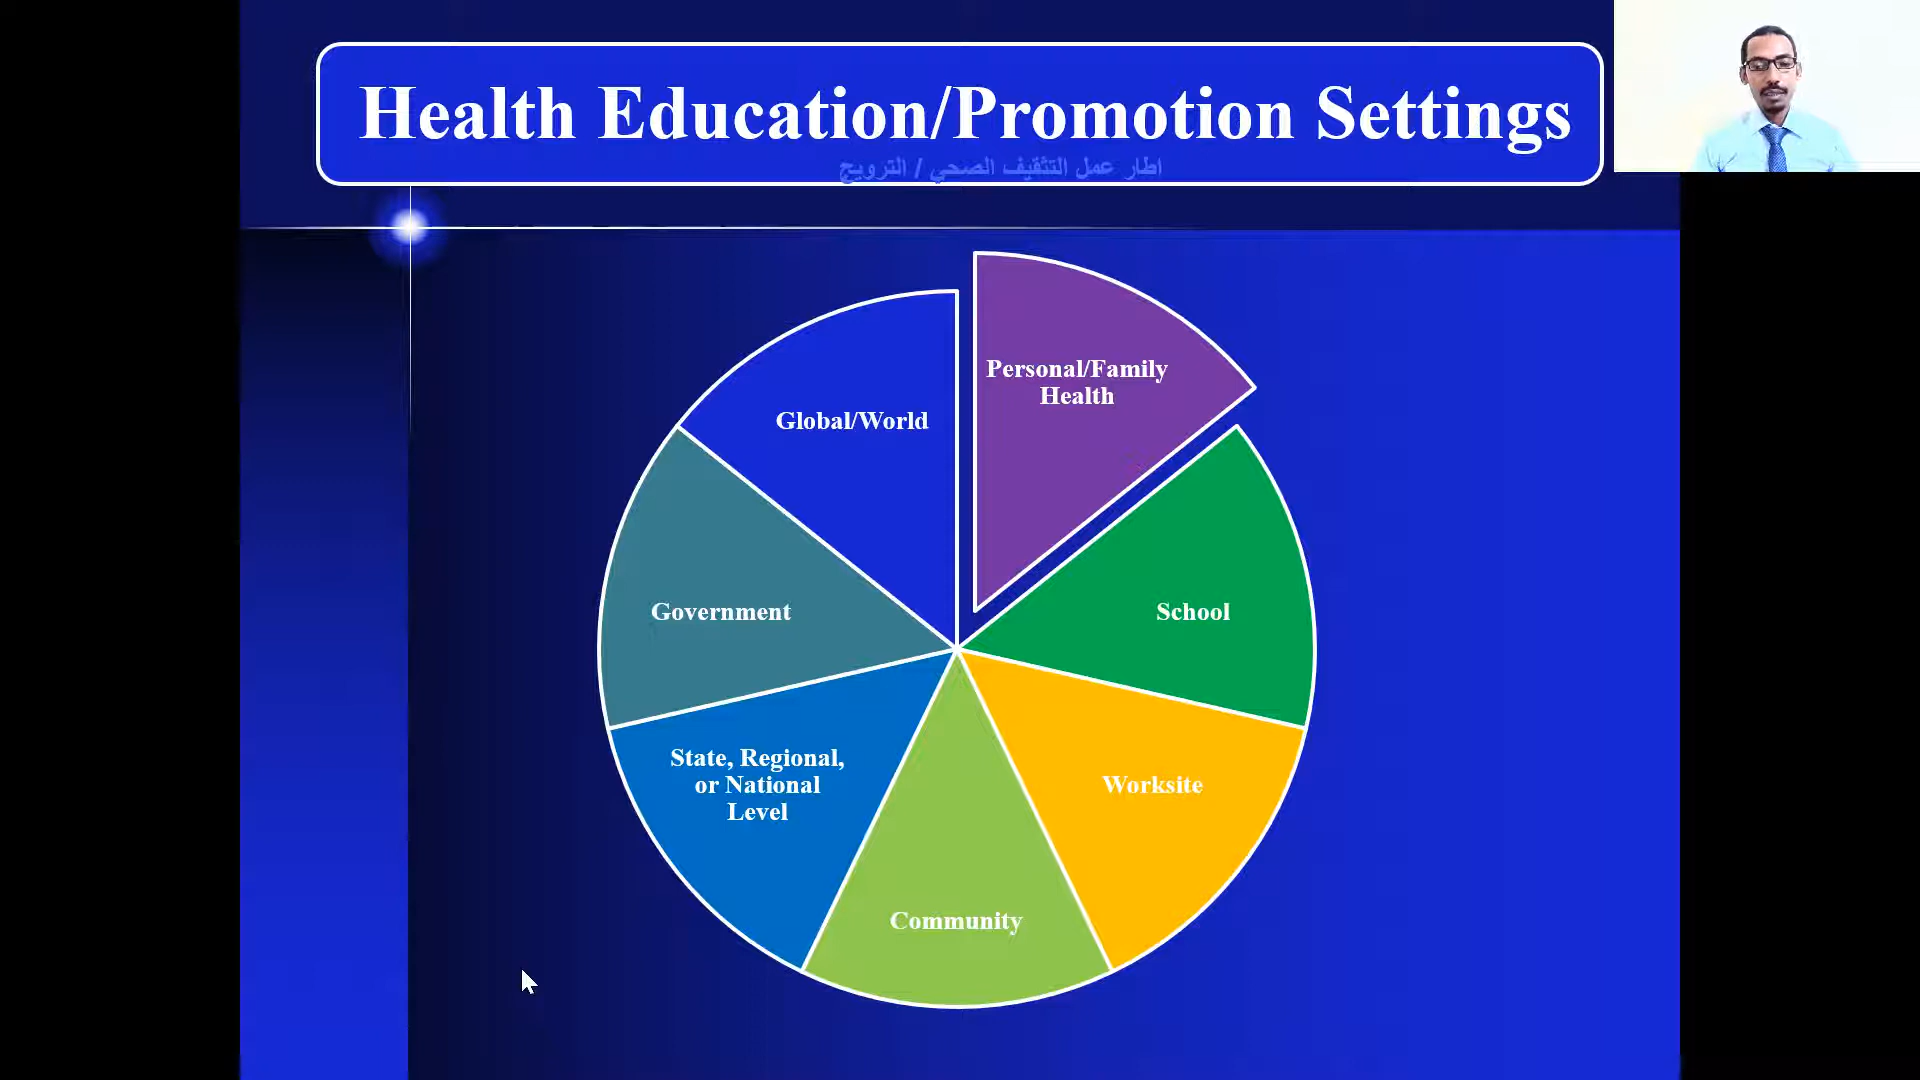 Health Education/Promotion Settings
اطار عمل التثقيف الصحي / الترويج
Personal/Family
Health
Global/World
School
Government
State, Regional,
or National
Level
Worksite
Community